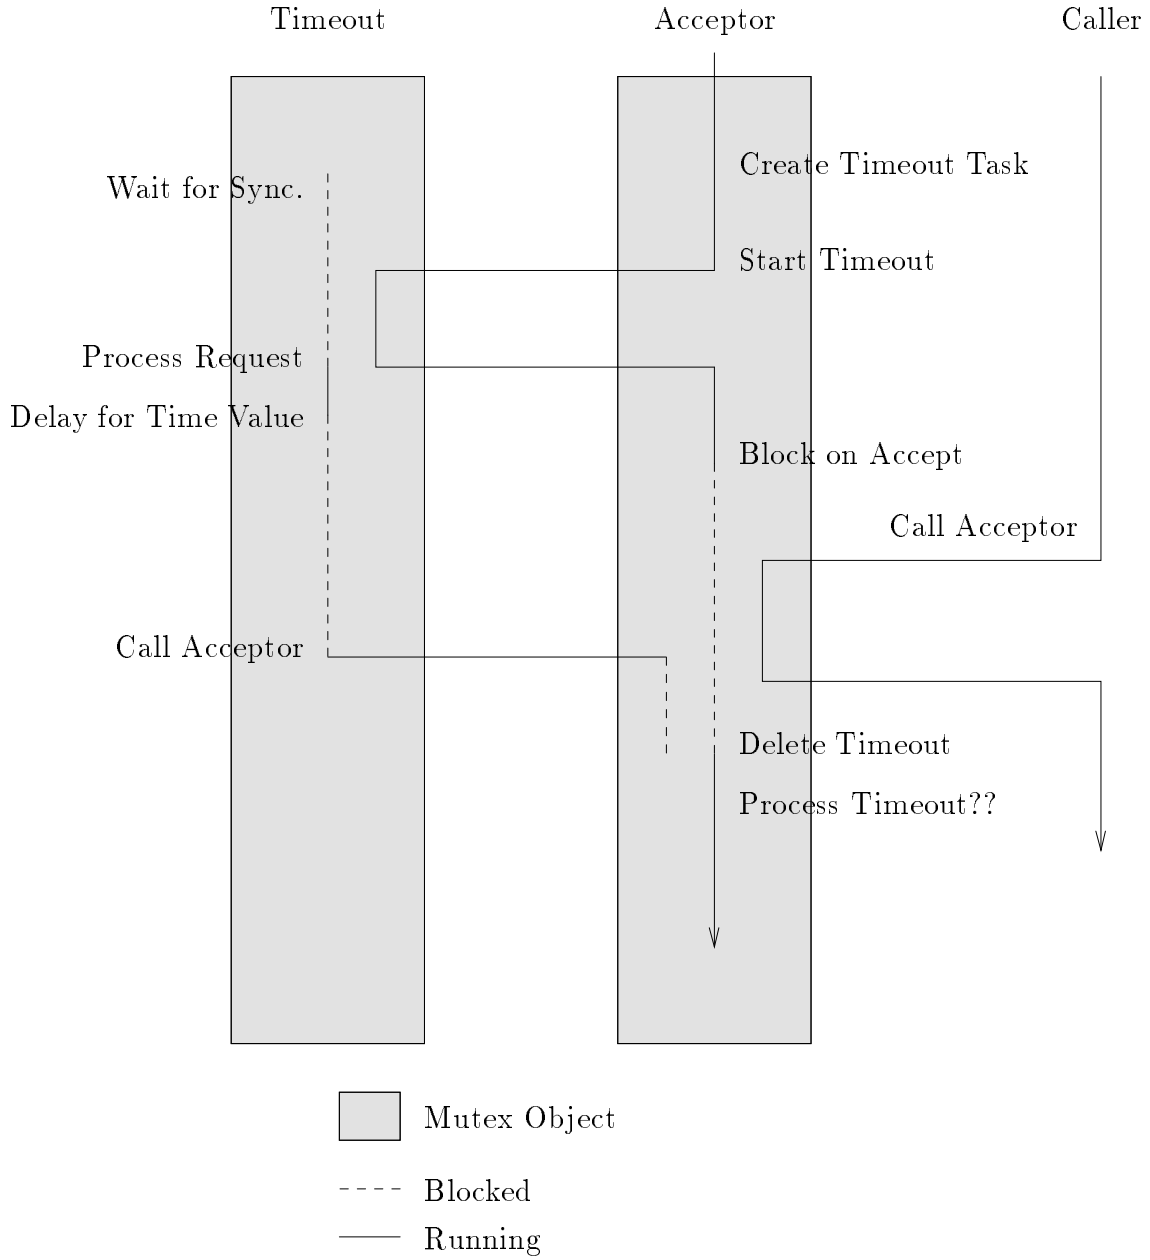 Timeout
Acceptor
Caller
Create Timeout Task
Wait for Sync.
Start Timeout
Process Request
Delay for Time Value
Block on Accept
Call Acceptor
Call Acceptor
Delete Timeout
Process Timeout??
Mutex Object
Blocked
Running